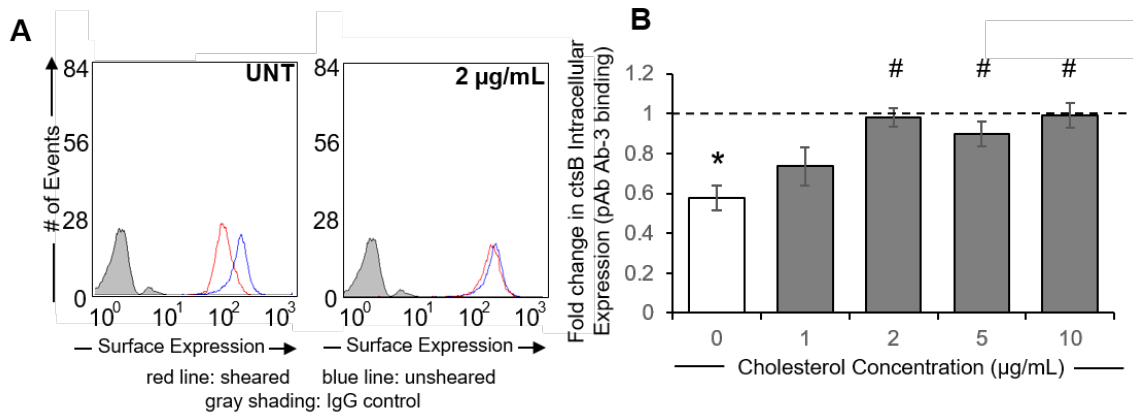 A
84
56
28
0
# of Events
UNT
10⁰ 10¹ 10² 10³
Surface Expression
84
56
28
0
2 µg/mL
10⁰ 10¹ 10² 10³
Surface Expression
red line: sheared blue line: unsheared
gray shading: IgG control
B
Fold change in ctsB Intracellular
Expression (pAb Ab-3 binding)
1.2
1
0.8
0.6
0.4
0.2
0
* # # #
0 1 2 5 10
Cholesterol Concentration (µg/mL)